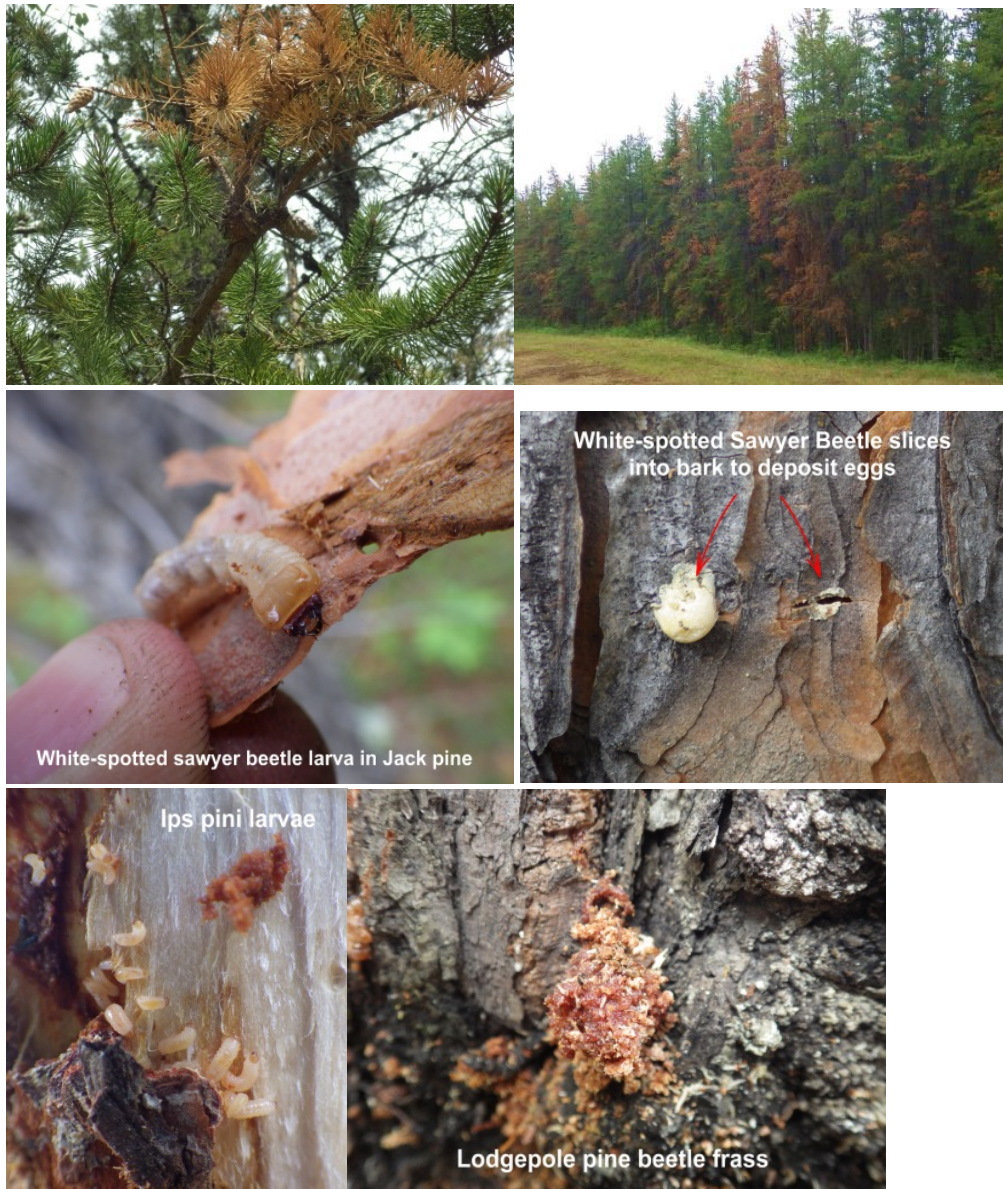 White-spotted Sawyer Beetle slices
into bark to deposit eggs
White-spotted sawyer beetle larva in Jack pine
Ips pini larvae
Lodgepole pine beetle frass